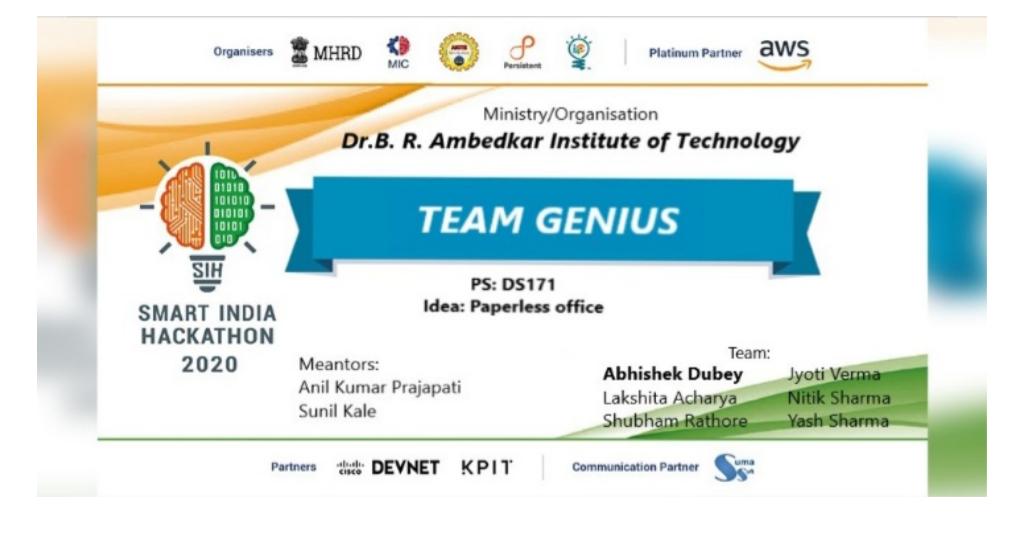 Organisers MHRD MIC Persistent Platinum Partner aws
Ministry/Organisation
Dr.B. R. Ambedkar Institute of Technology
TEAM GENIUS
PS: DS171
Idea: Paperless office
SIH
SMART INDIA
HACKATHON
2020
Meantors:
Anil Kumar Prajapati
Sunil Kale
Team:
Abhishek Dubey Jyoti Verma
Lakshita Acharya Nitik Sharma
Shubham Rathore Yash Sharma
Partners CISCO DEVNET KPIT Communication Partner